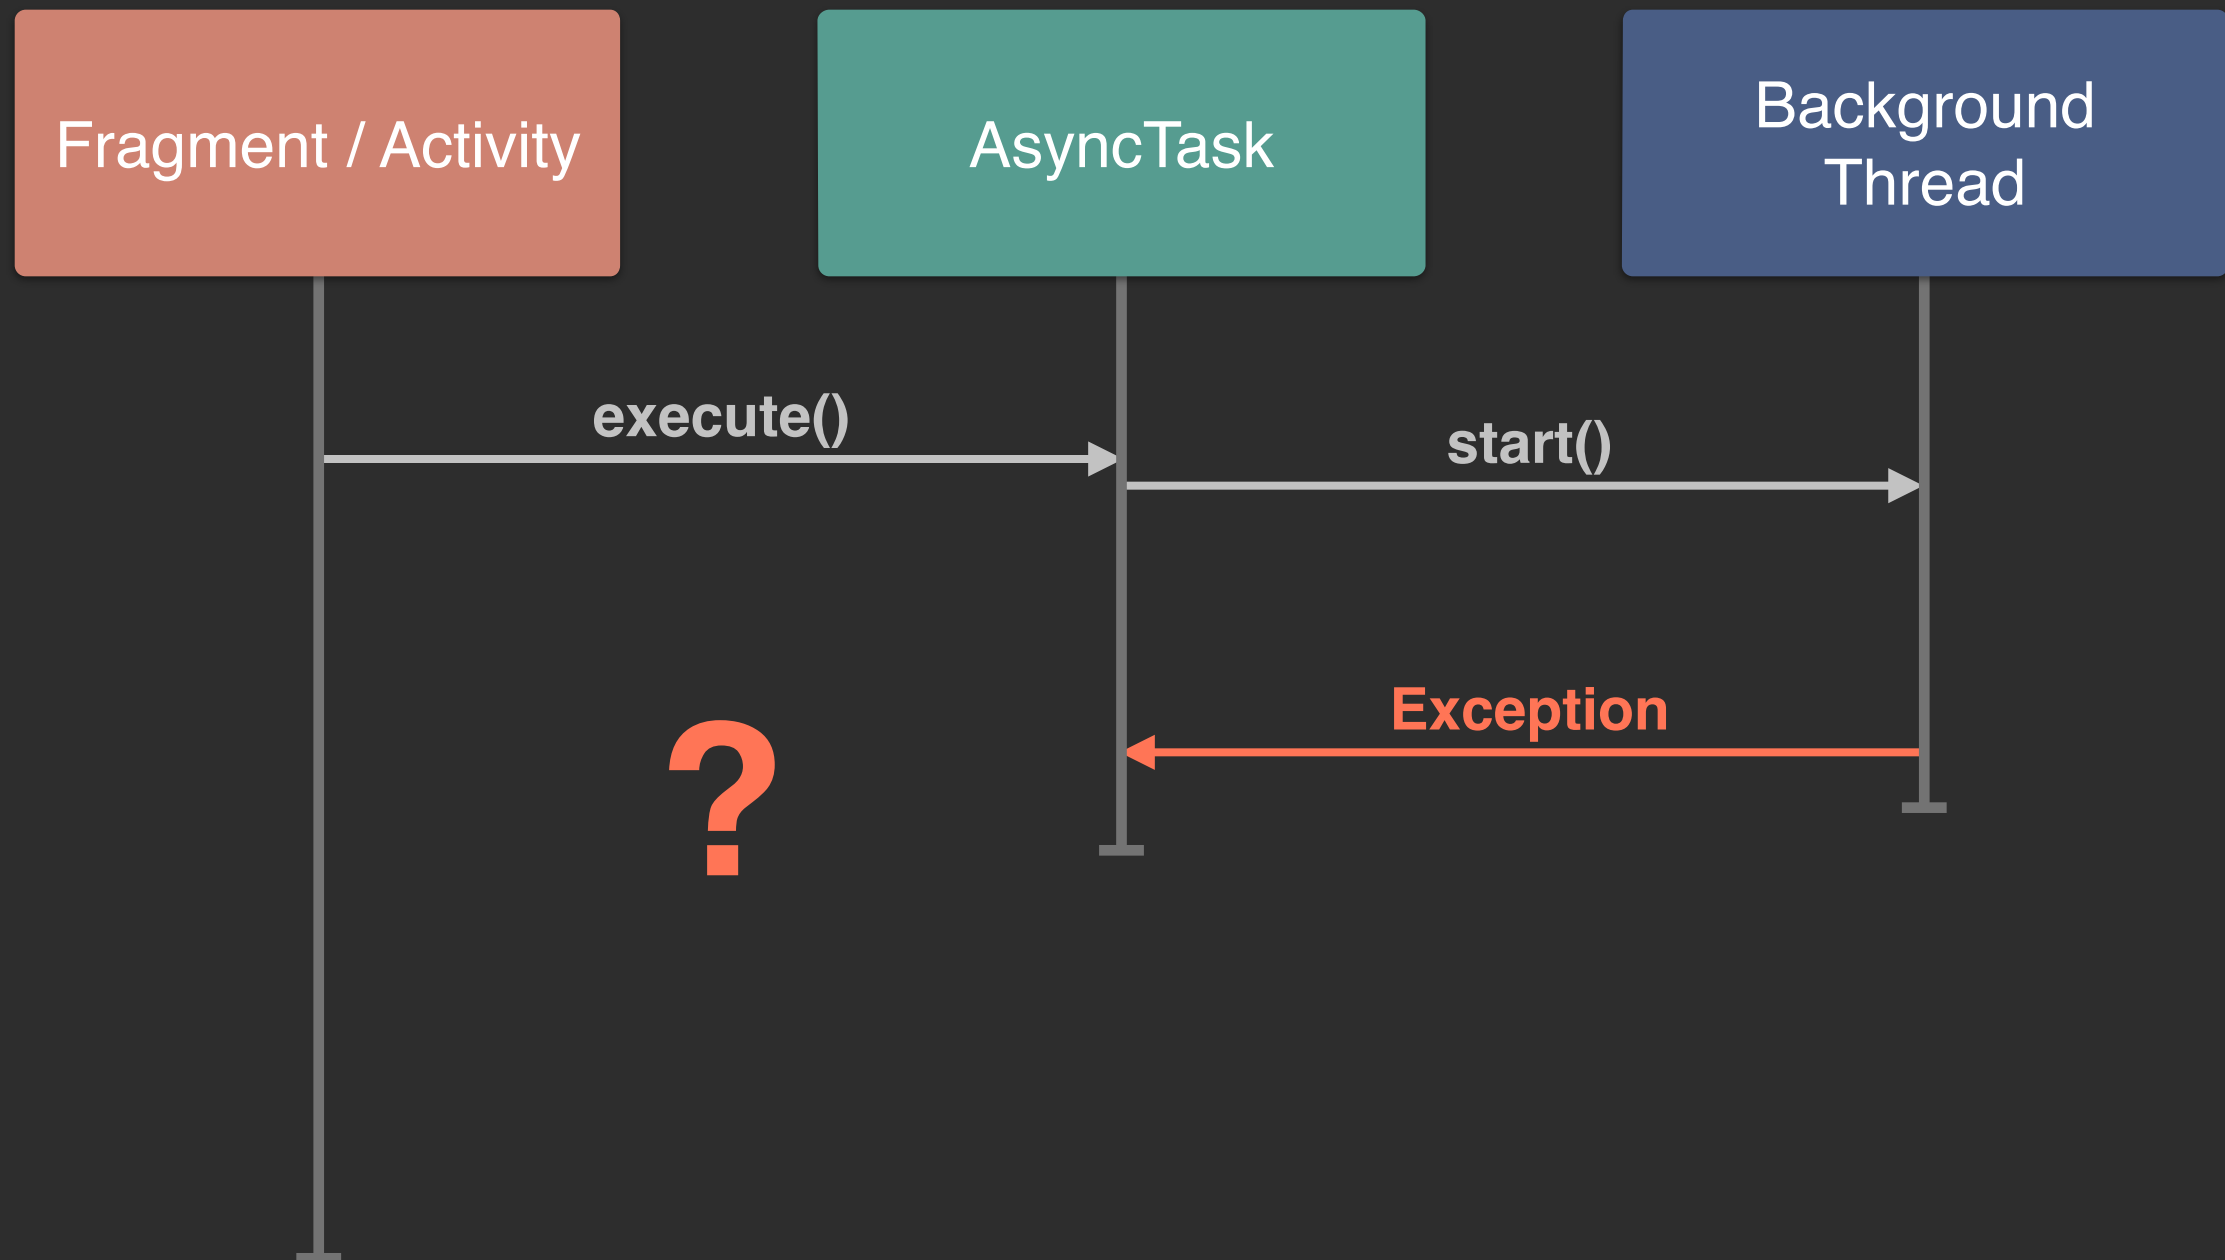 Fragment / Activity
AsyncTask
Background
Thread
execute()
start()
Exception
?